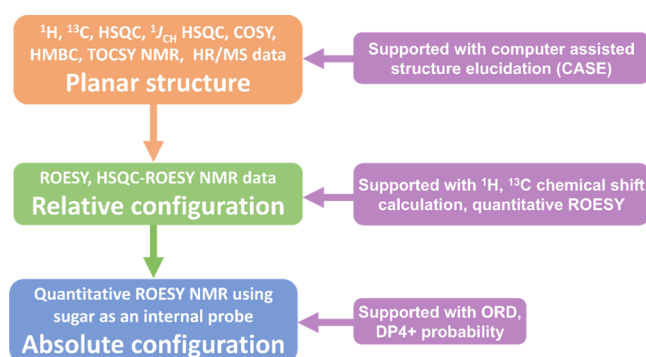 ¹H, ¹³C, HSQC, ¹J_CH HSQC, COSY,
HMBC, TOCSY NMR, HR/MS data
Planar structure
Supported with computer assisted
structure elucidation (CASE)
ROESY, HSQC-ROESY NMR data
Relative configuration
Supported with ¹H, ¹³C chemical shift
calculation, quantitative ROESY
Quantitative ROESY NMR using
sugar as an internal probe
Absolute configuration
Supported with ORD,
DP4+ probability